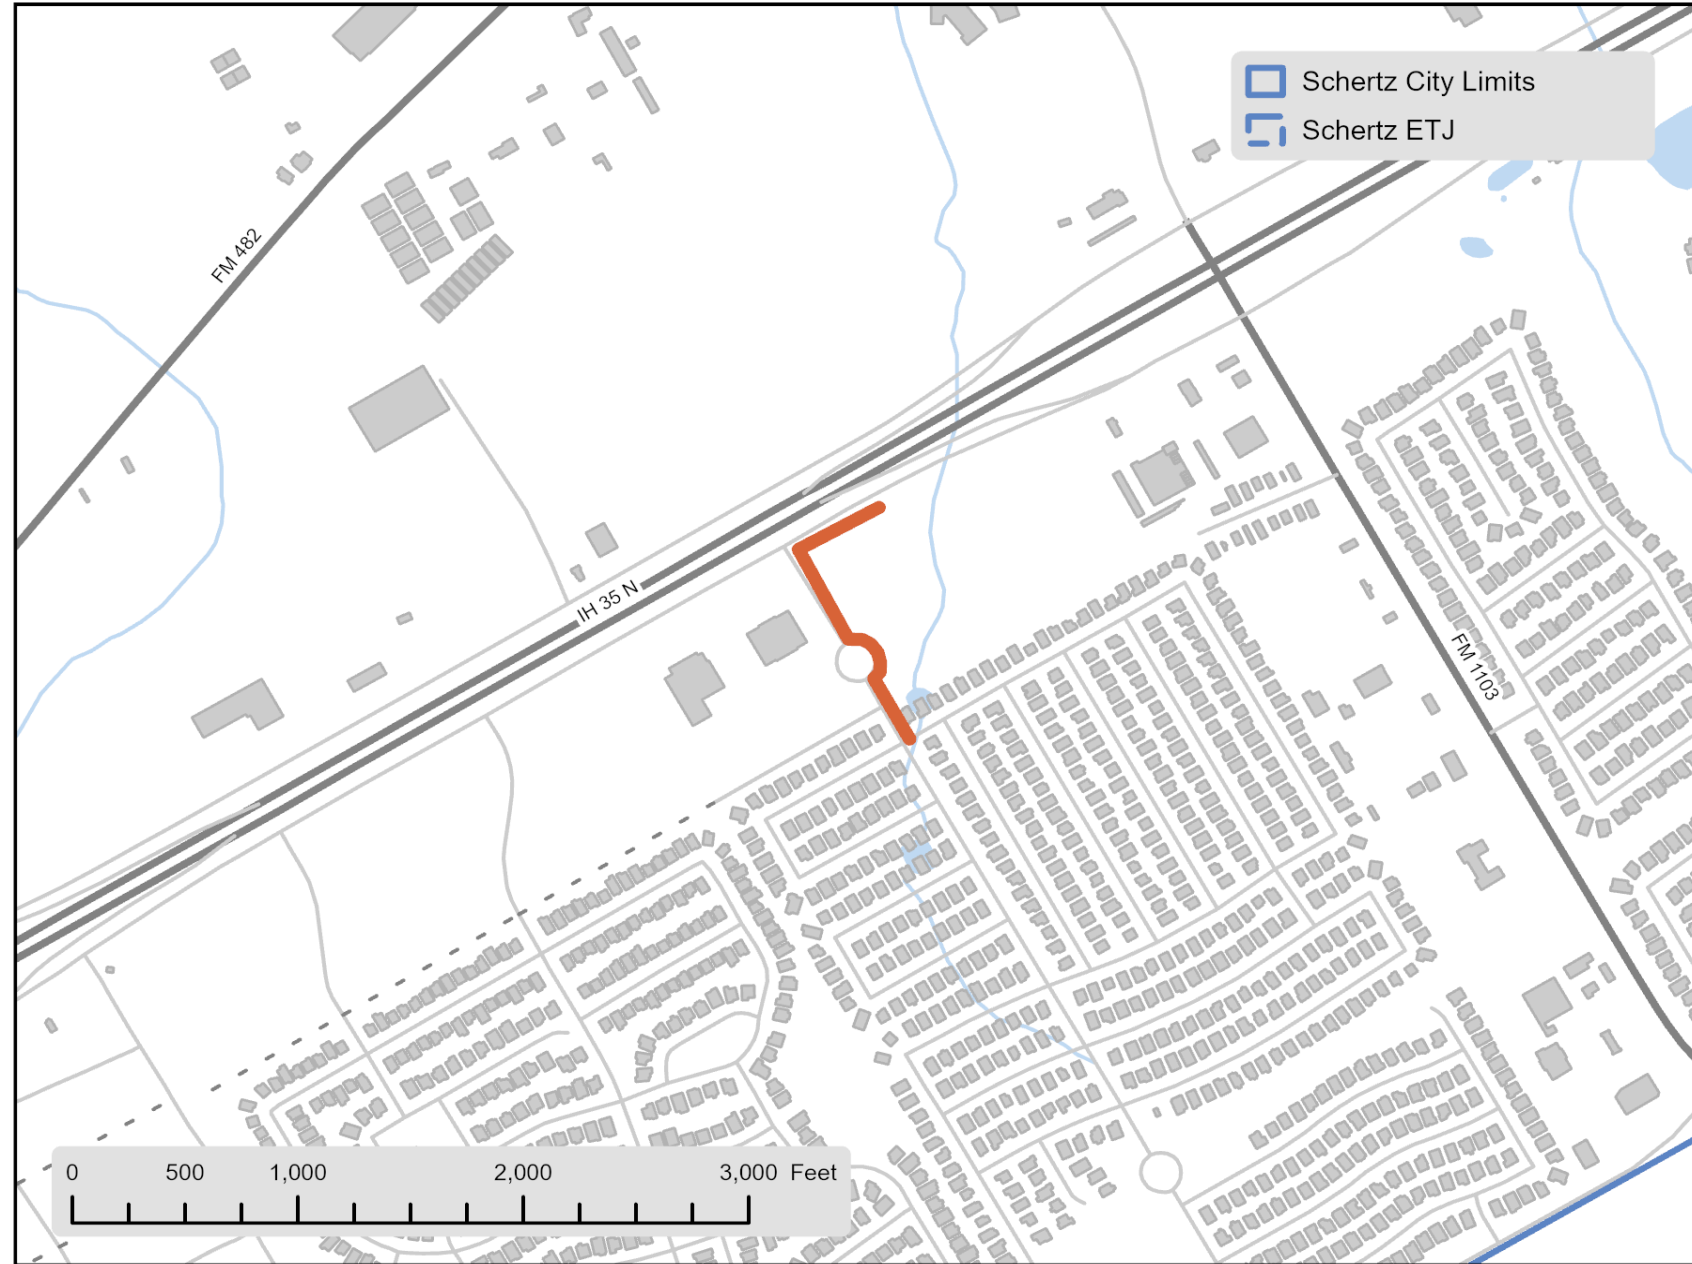 Schertz City Limits
Schertz ETJ
FM 482
IH 35 N
FM 1103
0 500 1,000 2,000 3,000 Feet